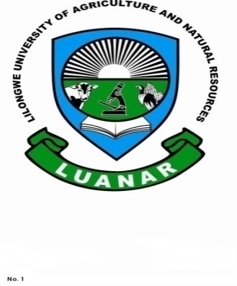 LILONGWE UNIVERSITY OF AGRICULTURE AND NATURAL RESOURCES
LUANAR
No. 1